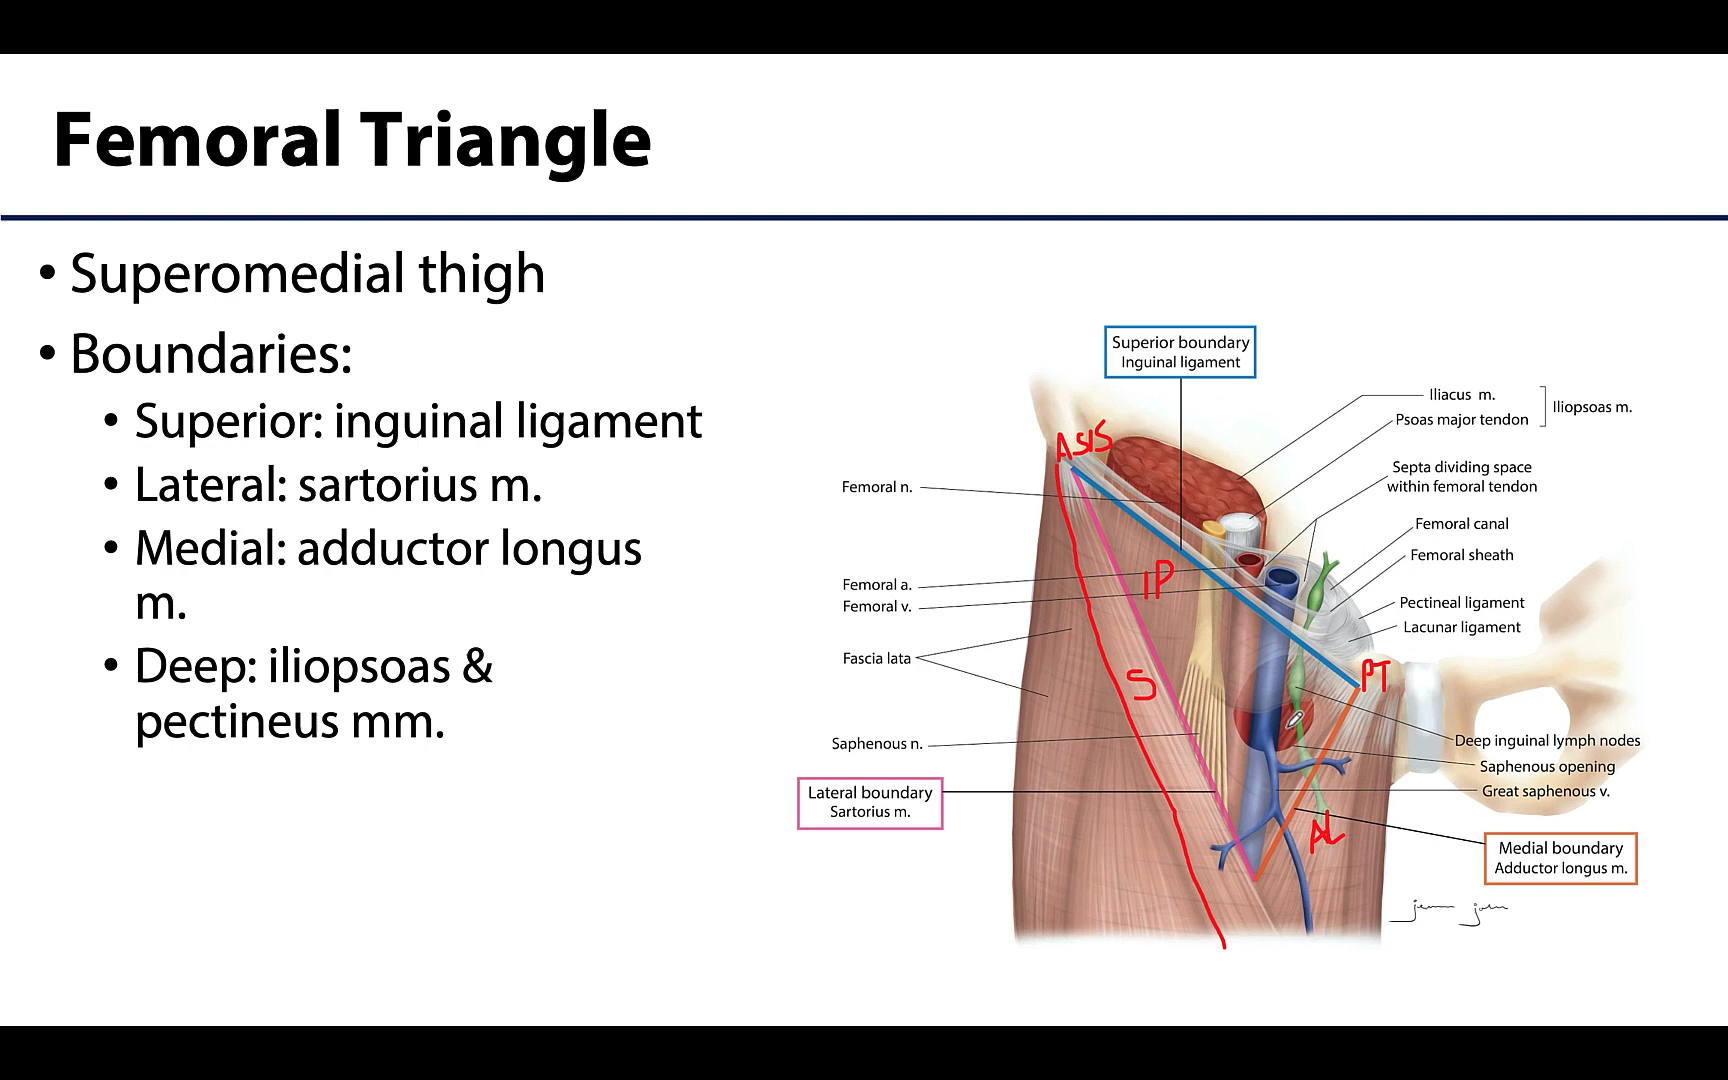 Femoral Triangle
• Superomedial thigh
• Boundaries:
• Superior: inguinal ligament
• Lateral: sartorius m.
• Medial: adductor longus
m.
• Deep: iliopsoas &
pectineus mm.
Superior boundary
Inguinal ligament
Iliacus m.
Psoas major tendon
Iliopsoas m.
ASIS
Septa dividing space
within femoral tendon
Femoral n.
Femoral canal
Femoral sheath
IP
Femoral a.
Femoral v.
Pectineal ligament
Lacunar ligament
Fascia lata
PT
S
Saphenous n.
Deep inguinal lymph nodes
Saphenous opening
Great saphenous v.
Lateral boundary
Sartorius m.
AL
Medial boundary
Adductor longus m.